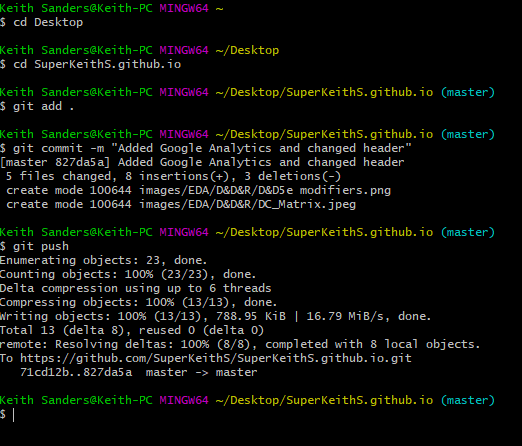 Keith Sanders@Keith-PC MINGW64 ~
$ cd Desktop
Keith Sanders@Keith-PC MINGW64 ~/Desktop
$ cd SuperKeithS.github.io
Keith Sanders@Keith-PC MINGW64 ~/Desktop/SuperKeithS.github.io (master)
$ git add .
Keith Sanders@Keith-PC MINGW64 ~/Desktop/SuperKeithS.github.io (master)
$ git commit -m "Added Google Analytics and changed header"
[master 827da5a] Added Google Analytics and changed header
5 files changed, 8 insertions(+), 3 deletions(-)
create mode 100644 images/EDA/D&D&R/D&D5e modifiers.png
create mode 100644 images/EDA/D&D&R/DC_Matrix.jpeg
Keith Sanders@Keith-PC MINGW64 ~/Desktop/SuperKeithS.github.io (master)
$ git push
Enumerating objects: 23, done.
Counting objects: 100% (23/23), done.
Delta compression using up to 6 threads
Compressing objects: 100% (13/13), done.
Writing objects: 100% (13/13), 788.95 KiB | 16.79 MiB/s, done.
Total 13 (delta 8), reused 0 (delta 0)
remote: Resolving deltas: 100% (8/8), completed with 8 local objects.
To https://github.com/SuperKeithS/SuperKeithS.github.io.git
71cd12b..827da5a  master -> master
Keith Sanders@Keith-PC MINGW64 ~/Desktop/SuperKeithS.github.io (master)
$